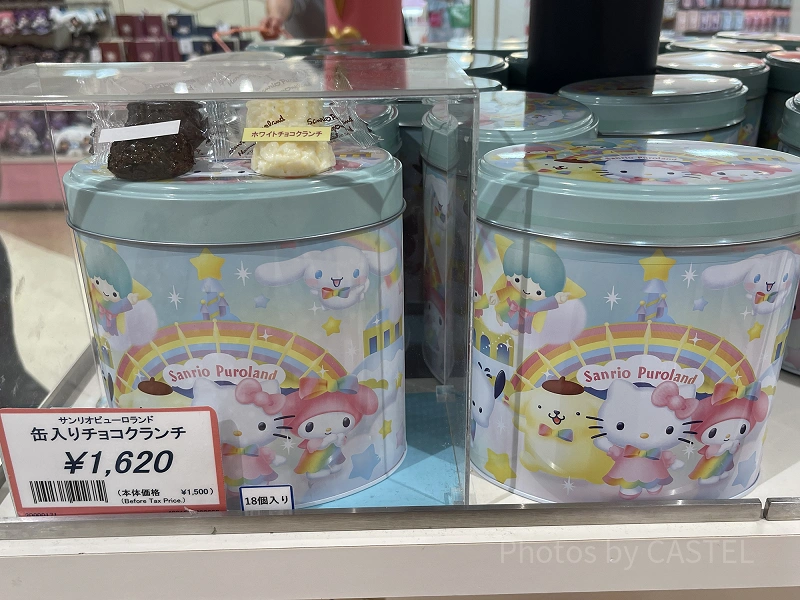 ホワイトチョコクランチ
Sanrio Puroland
Sanrio Puroland
サンリオピューロランド
缶入りチョコクランチ
¥1,620
(本体価格 ¥1,500)
(Before Tax Price.)
18個入り
Photos by CASTEL